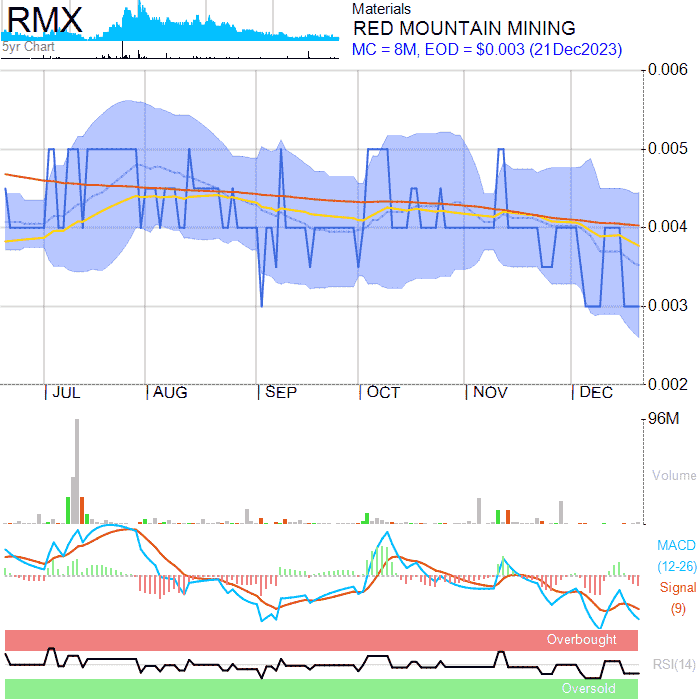 RMX
Materials
RED MOUNTAIN MINING
5yr Chart
MC = 8M, EOD = $0.003 (21Dec2023)
0.006
0.005
0.004
0.003
0.002
JUL AUG SEP OCT NOV DEC
96M
Volume
MACD
(12-26)
Signal
(9)
Overbought
RSI(14)
Oversold